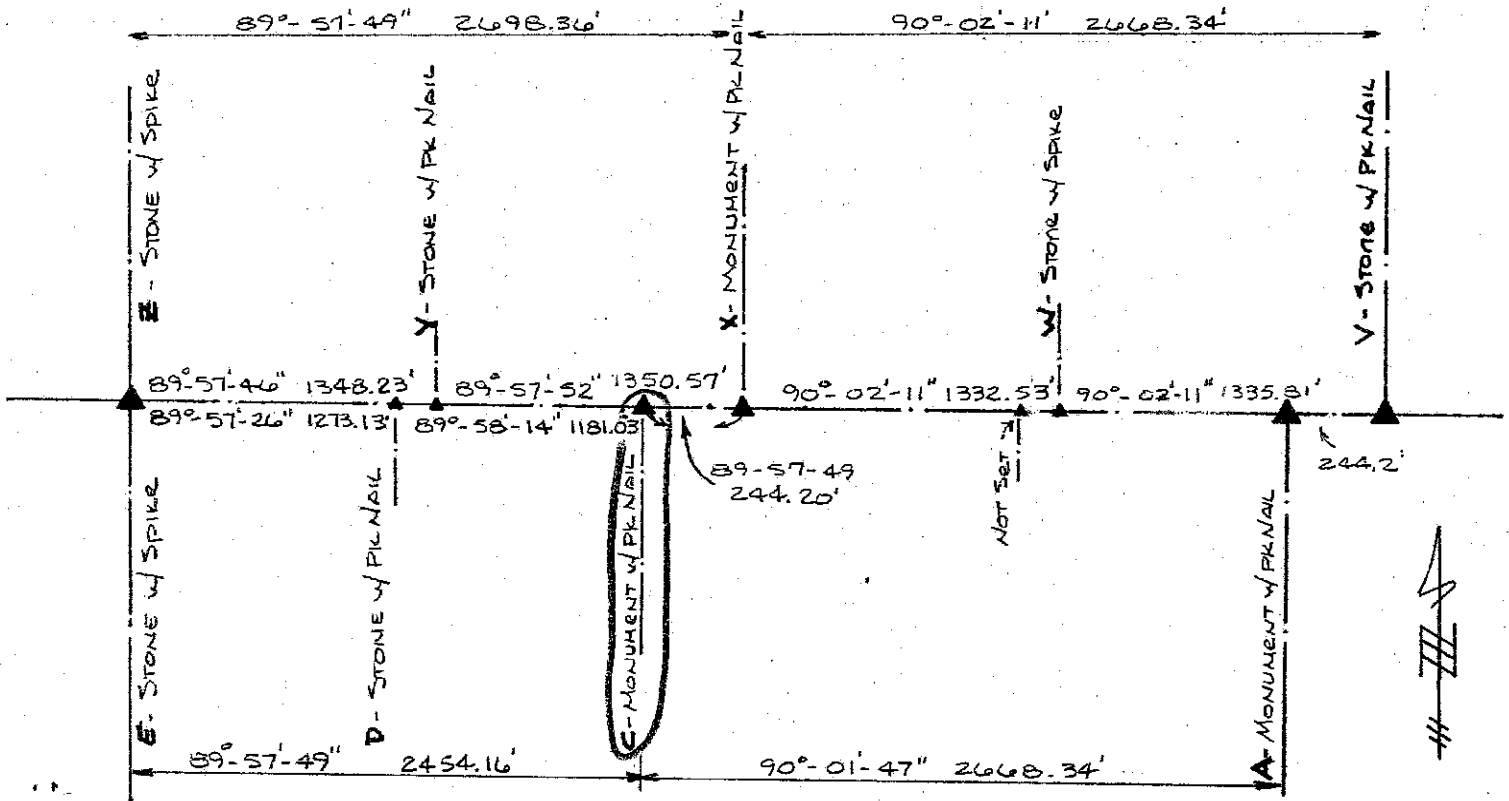 89°-57'-49" 2698.36'
90°-02'-11' 2668.34'
Z - STONE w/ SPIKE
Y - STONE w/ PK NAIL
X - MONUMENT w/ PK NAIL
W - STONE w/ SPIKE
V - STONE w/ PK NAIL
89°-57'-46" 1348.23'
89°-57'-52" 1350.57'
90°-02'-11" 1332.53'
90°-02'-11" 1335.81'
89°-57'-26" 1273.13'
89°-58'-14" 1181.03'
89-57-49
244.20'
NOT SET
244.2'
E - STONE w/ SPIKE
D - STONE w/ PK NAIL
C - MONUMENT w/ PK NAIL
A - MONUMENT w/ PK NAIL
89°-57'-49" 2454.16'
90°-01'-47" 2668.34'